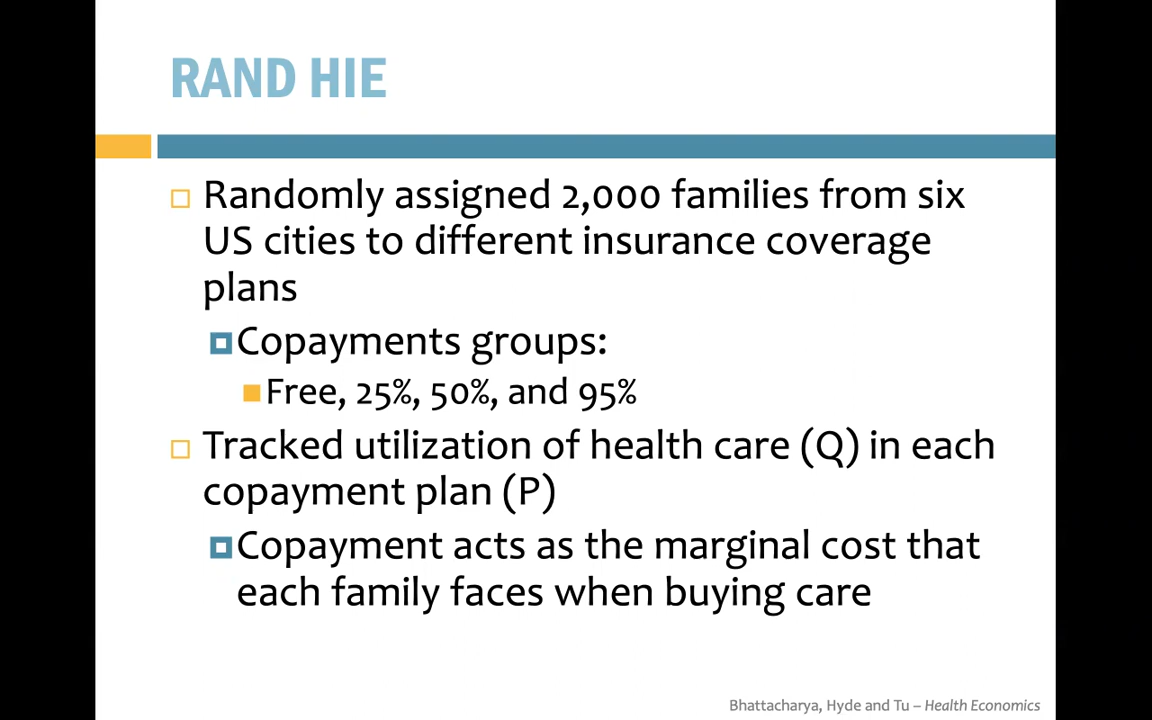 RAND HIE
Randomly assigned 2,000 families from six
US cities to different insurance coverage
plans
Copayments groups:
Free, 25%, 50%, and 95%
Tracked utilization of health care (Q) in each
copayment plan (P)
Copayment acts as the marginal cost that
each family faces when buying care
Bhattacharya, Hyde and Tu – Health Economics